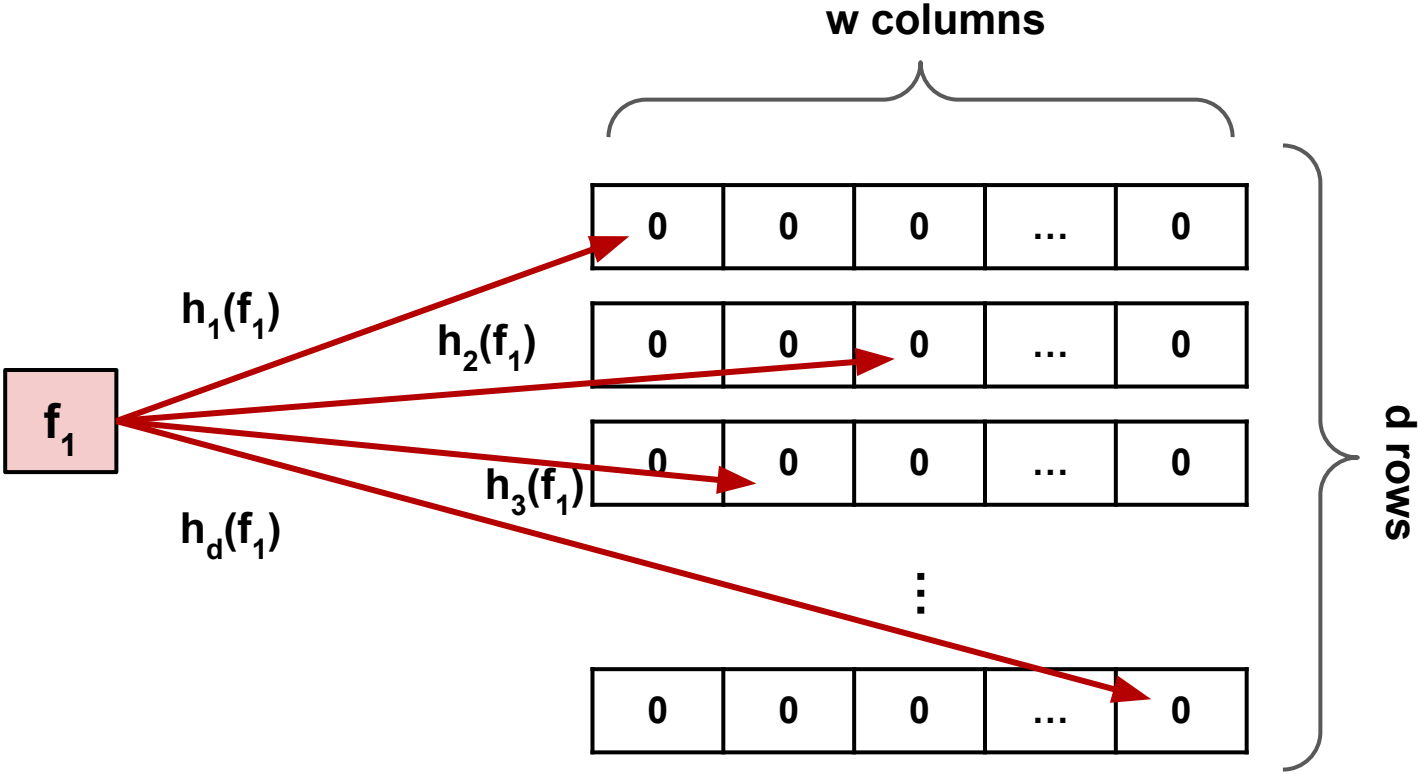 w columns
0 0 0 ... 0
h₁(f₁)
h₂(f₁)
0 0 0 ... 0
f₁
d rows
0 0 0 ... 0
h₃(f₁)
h_d(f₁)
⋮
0 0 0 ... 0